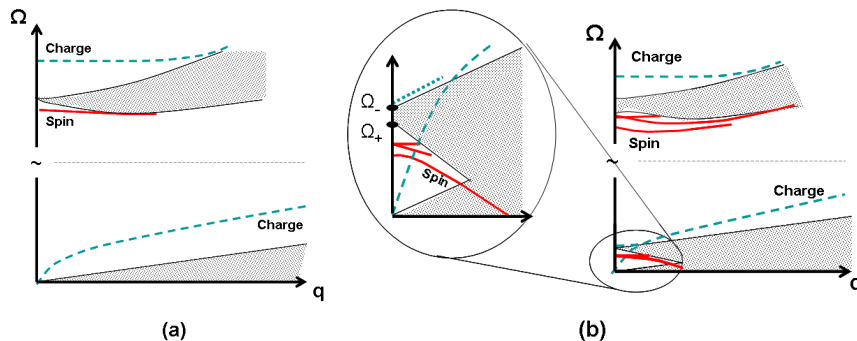 Ω
Charge
Spin
~
Charge
q
(a)
Ω-
Ω+
Spin
Ω
Charge
Spin
~
Charge
q
(b)